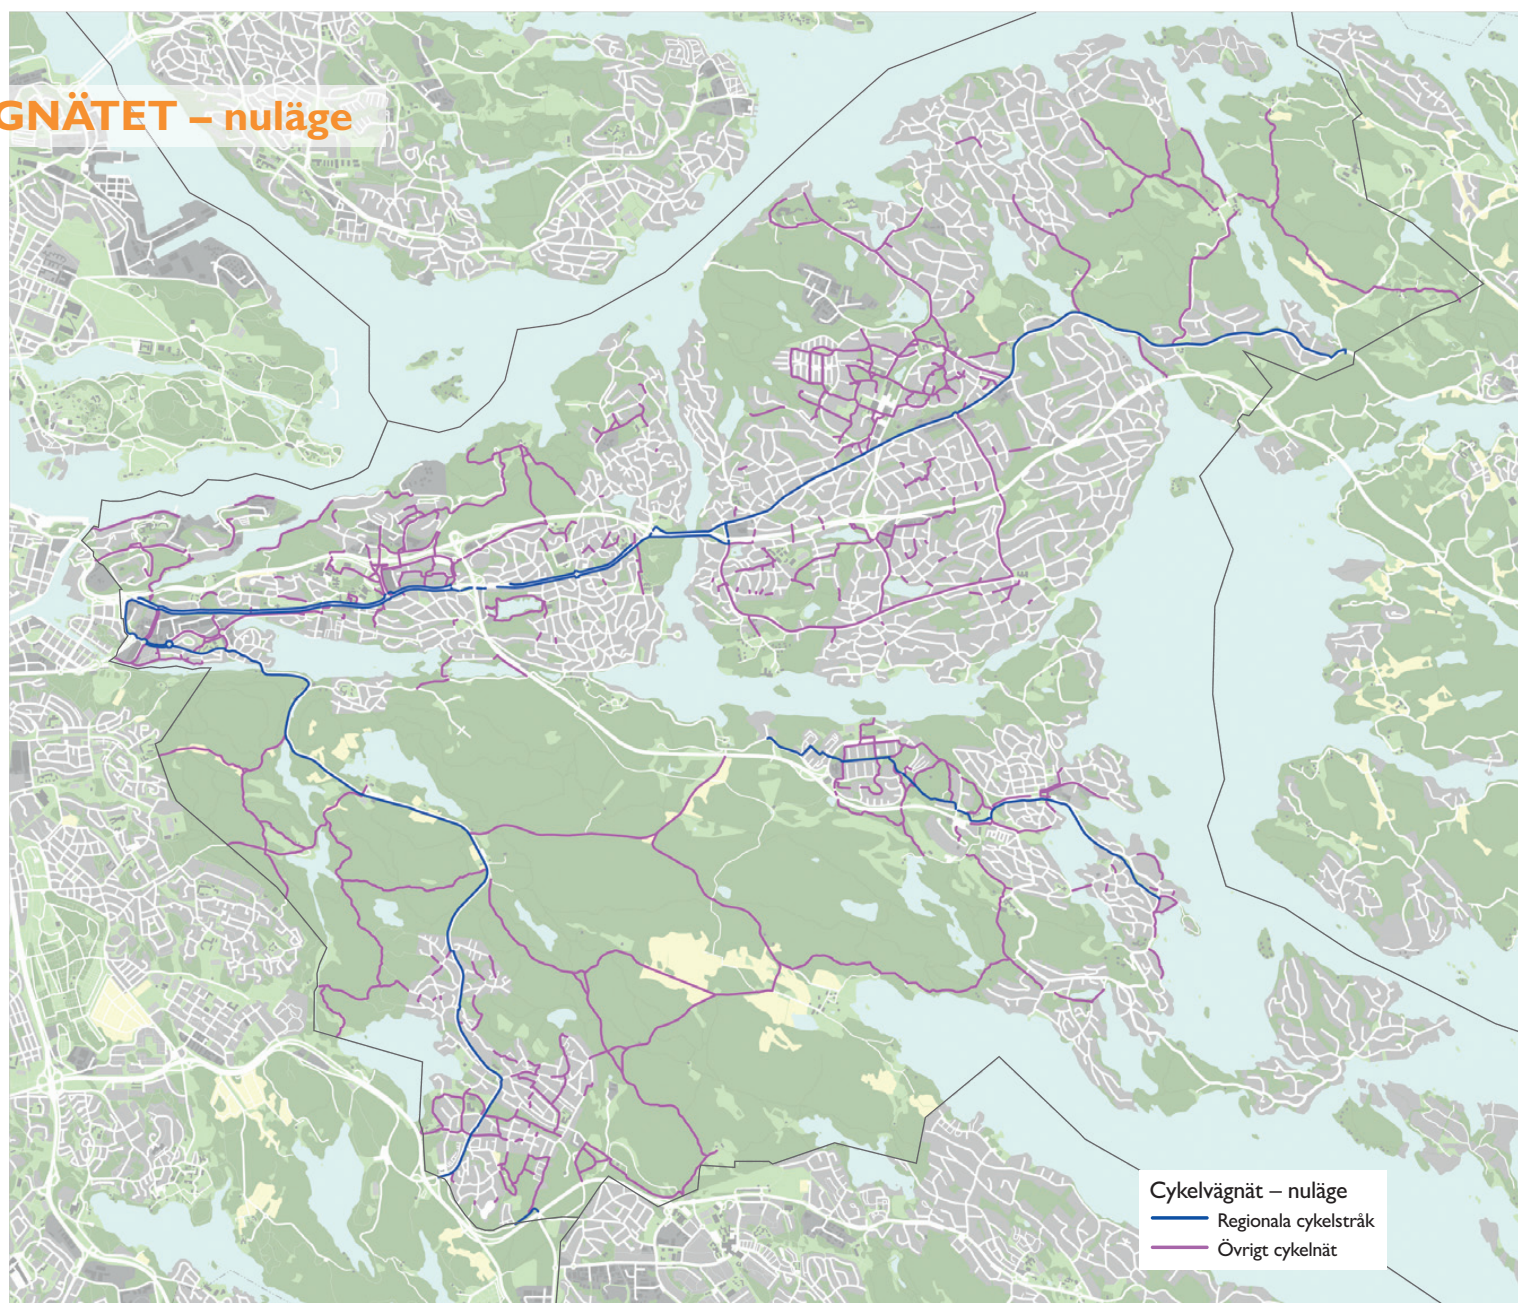 GNÄTET – nuläge
Cykelvägnät – nuläge
Regionala cykelstråk
Övrigt cykelnät